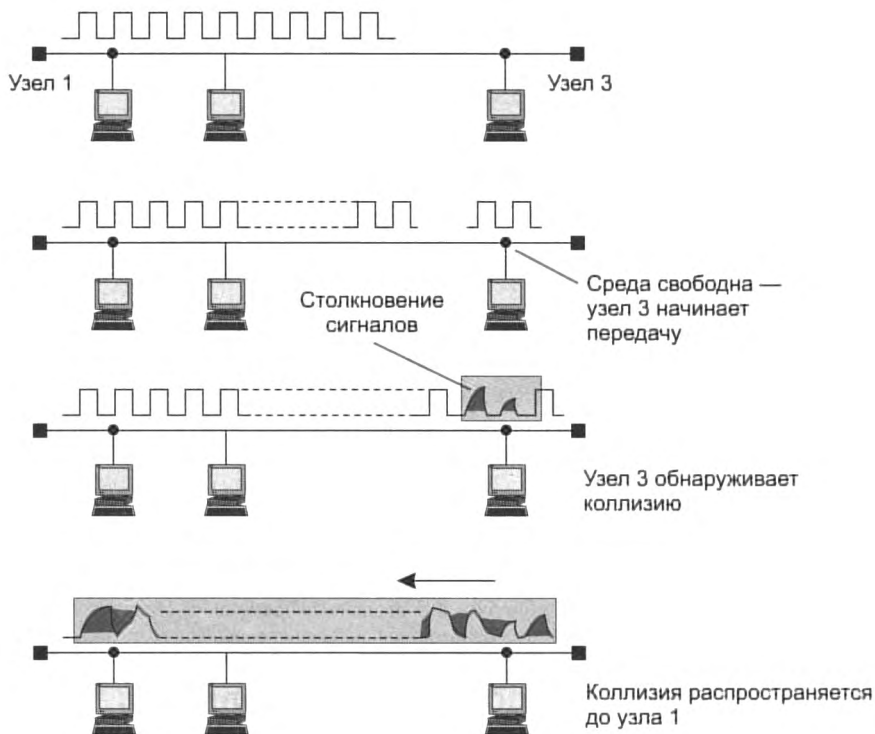 Узел 1
Узел 3
Среда свободна —
узел 3 начинает
передачу
Столкновение
сигналов
Узел 3 обнаруживает
коллизию
Коллизия распространяется
до узла 1